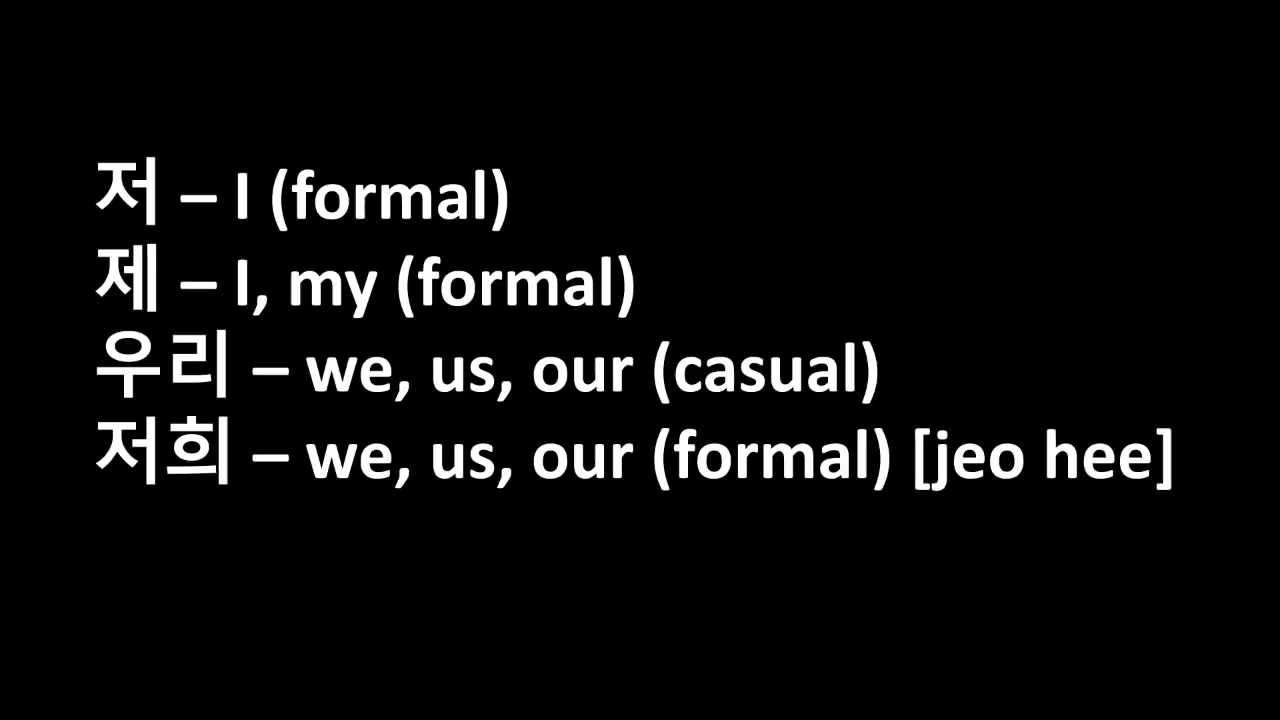 저 – I (formal)
제 – I, my (formal)
우리 – we, us, our (casual)
저희 – we, us, our (formal) [jeo hee]